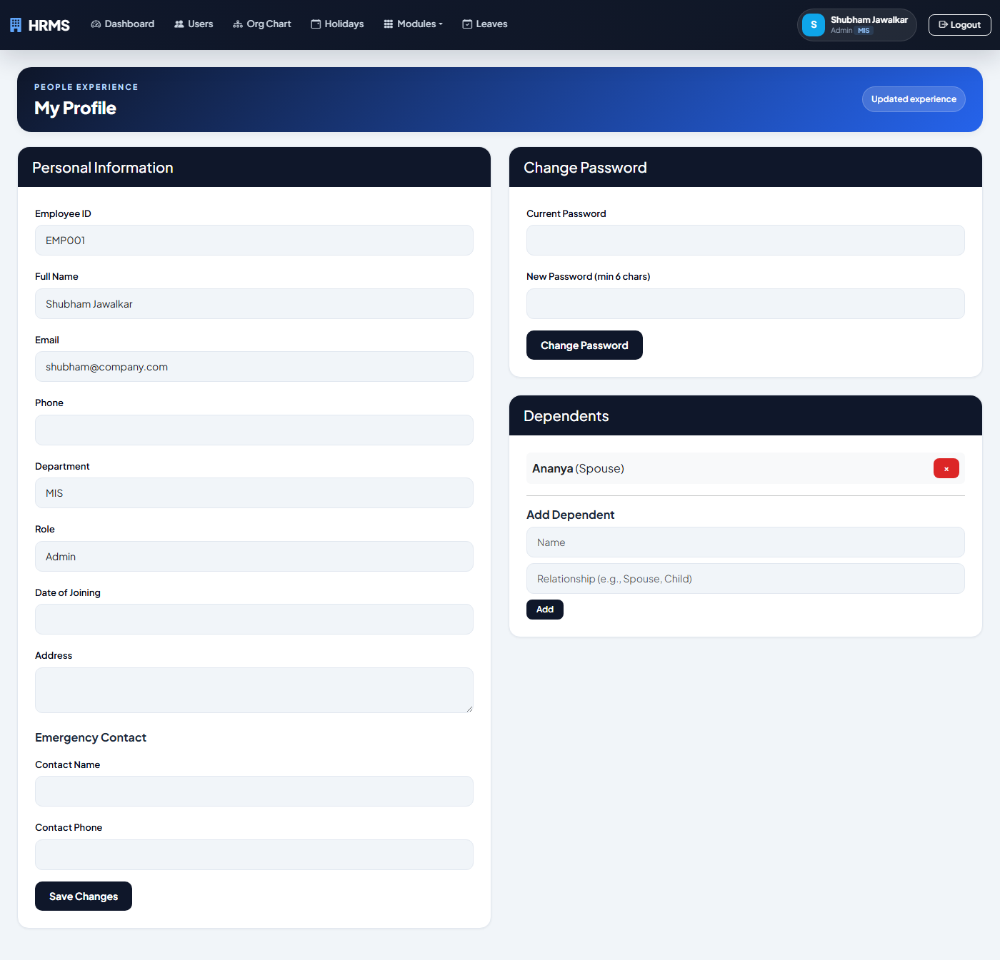 HRMS
Dashboard
Users
Org Chart
Holidays
Modules
Leaves
S
Shubham Jawalkar
Admin MIS
Logout
PEOPLE EXPERIENCE
My Profile
Updated experience
Personal Information
Employee ID
EMP001
Full Name
Shubham Jawalkar
Email
shubham@company.com
Phone
Department
MIS
Role
Admin
Date of Joining
Address
Emergency Contact
Contact Name
Contact Phone
Save Changes
Change Password
Current Password
New Password (min 6 chars)
Change Password
Dependents
Ananya (Spouse)
×
Add Dependent
Name
Relationship (e.g., Spouse, Child)
Add